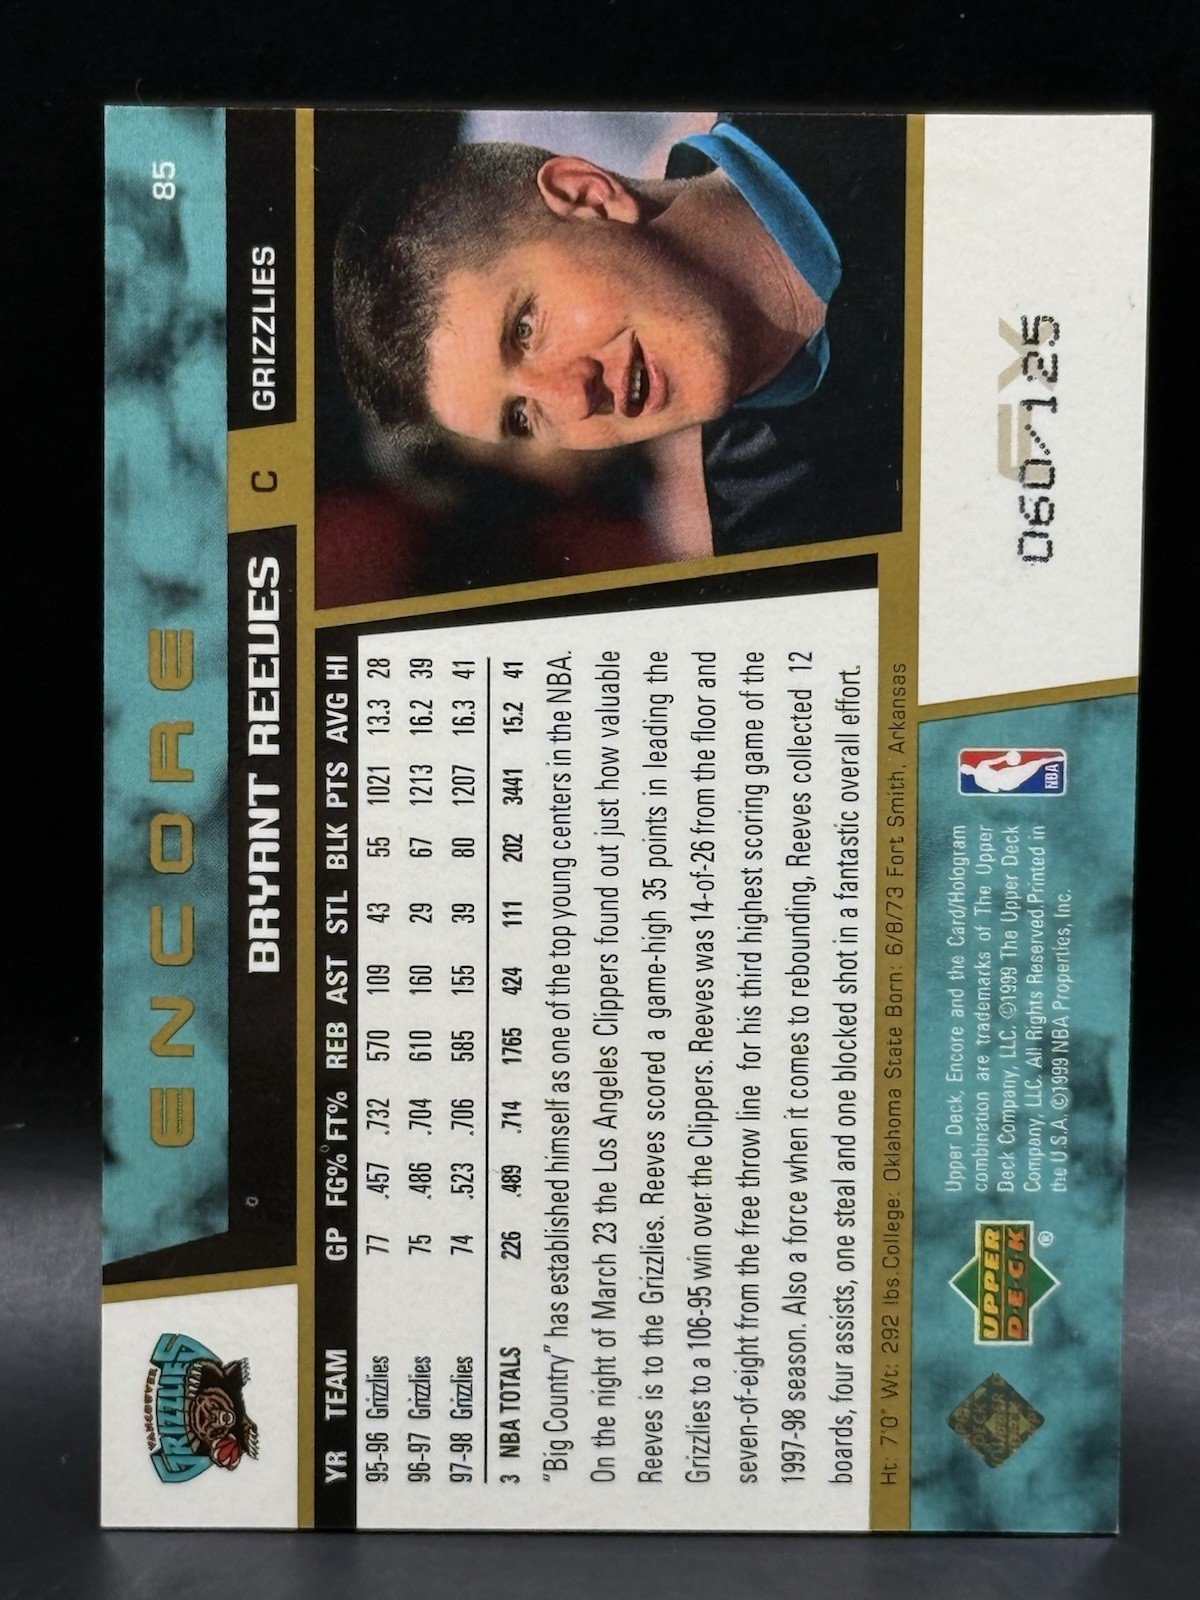 VANCOUVER
GRIZZLIES
ENCORE
85
BRYANT REEVES
C
GRIZZLIES
YR TEAM GP FG% FT% REB AST STL BLK PTS AVG HI
95-96 Grizzlies 77 .457 .732 570 109 43 55 1021 13.3 28
96-97 Grizzlies 75 .486 .704 610 160 29 67 1213 16.2 39
97-98 Grizzlies 74 .523 .706 585 155 39 80 1207 16.3 41
3 NBA TOTALS 226 .489 .714 1765 424 111 202 3441 15.2 41
"Big Country" has established himself as one of the top young centers in the NBA.
On the night of March 23 the Los Angeles Clippers found out just how valuable
Reeves is to the Grizzlies. Reeves scored a game-high 35 points in leading the
Grizzlies to a 106-95 win over the Clippers. Reeves was 14-of-26 from the floor and
seven-of-eight from the free throw line for his third highest scoring game of the
1997-98 season. Also a force when it comes to rebounding, Reeves collected 12
boards, four assists, one steal and one blocked shot in a fantastic overall effort.
Ht: 7'0" Wt: 292 lbs. College: Oklahoma State Born: 6/8/73 Fort Smith, Arkansas
UPPER
DECK
®
Upper Deck, Encore and the Card/Hologram
combination are trademarks of The Upper
Deck Company, LLC. ©1999 The Upper Deck
Company, LLC. All Rights Reserved.Printed in
the U.S.A. ©1999 NBA Properties, Inc.
NBA
FX
060/125